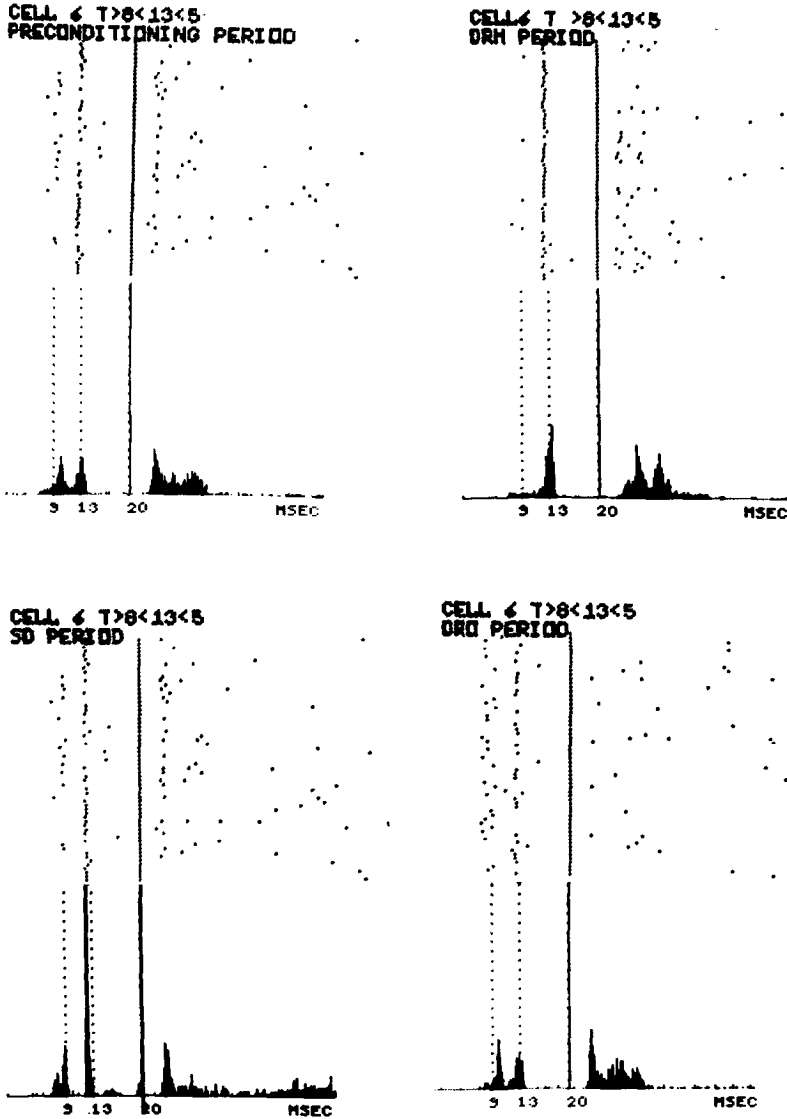 CELL 6 T>8<13<5
PRECONDITIONING PERIOD
9 13 20 MSEC
CELL 6 T >8<13<5
DRH PERIOD
9 13 20 MSEC
CELL 6 T>8<13<5
SD PERIOD
9 13 20 MSEC
CELL 6 T>8<13<5
DRO PERIOD
9 13 20 MSEC